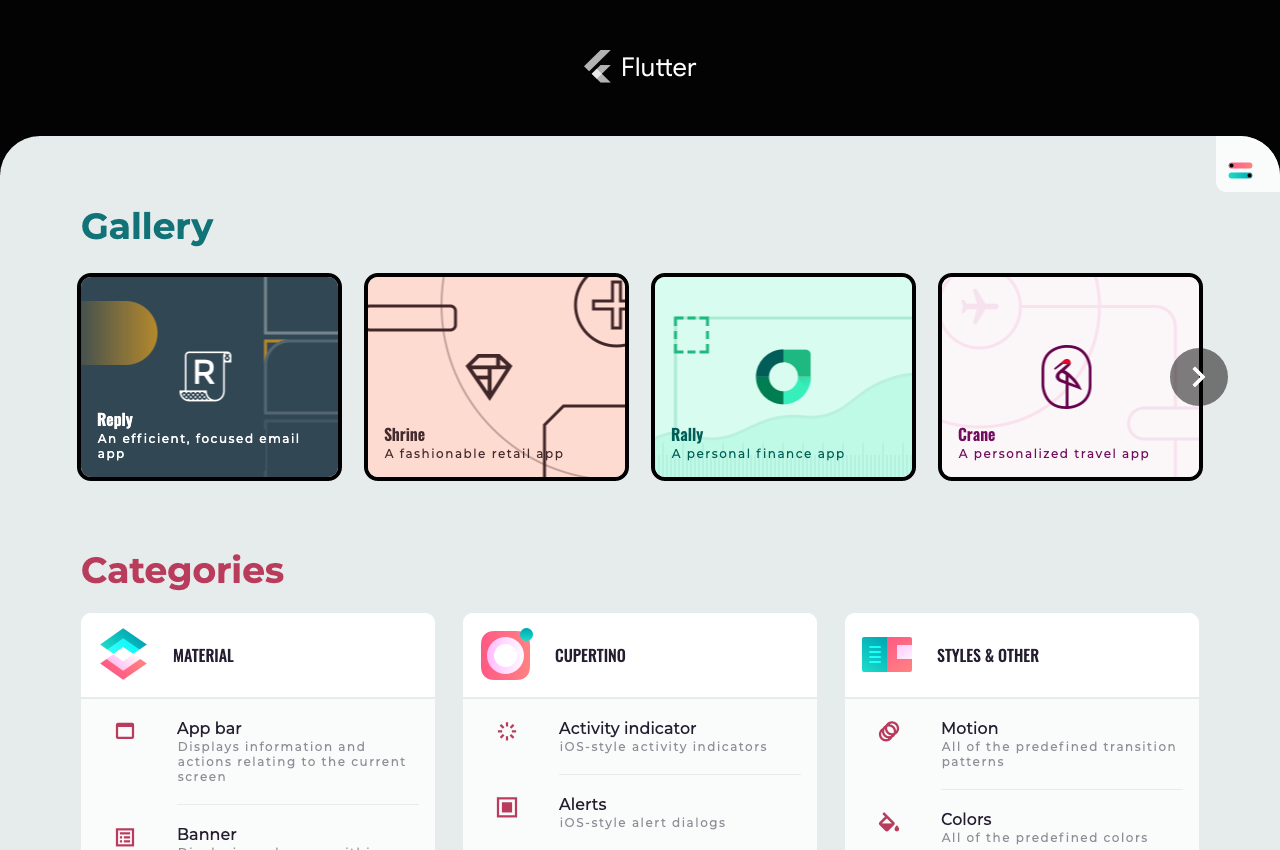 Flutter
Gallery
R
Reply
An efficient, focused email
app
Shrine
A fashionable retail app
Rally
A personal finance app
Crane
A personalized travel app
Categories
MATERIAL
App bar
Displays information and
actions relating to the current
screen
Banner
CUPERTINO
Activity indicator
iOS-style activity indicators
Alerts
iOS-style alert dialogs
STYLES & OTHER
Motion
All of the predefined transition
patterns
Colors
All of the predefined colors